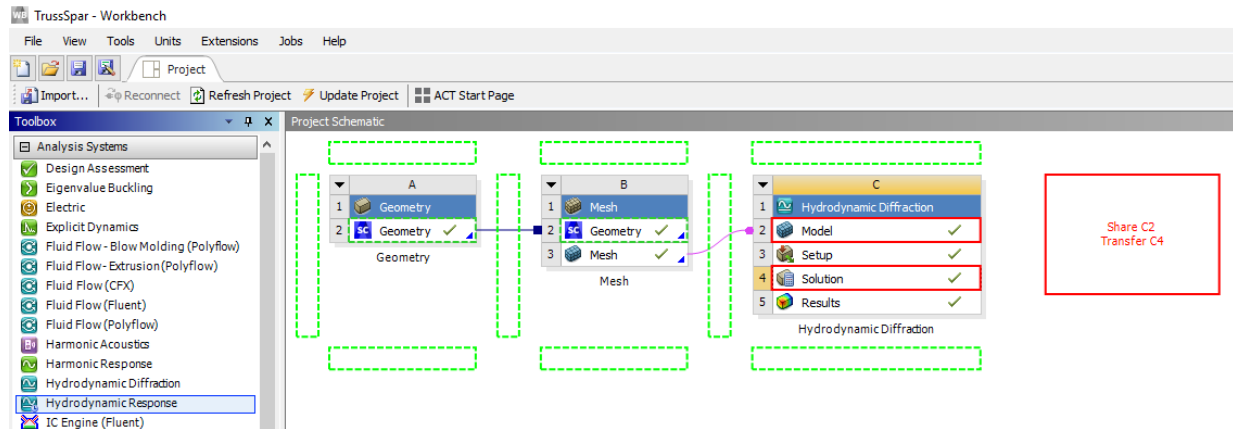 WB TrussSpar - Workbench
File View Tools Units Extensions Jobs Help
Project
Import... Reconnect Refresh Project Update Project ACT Start Page
Toolbox
Project Schematic
Analysis Systems
Design Assessment
Eigenvalue Buckling
Electric
Explicit Dynamics
Fluid Flow - Blow Molding (Polyflow)
Fluid Flow - Extrusion (Polyflow)
Fluid Flow (CFX)
Fluid Flow (Fluent)
Fluid Flow (Polyflow)
Harmonic Acoustics
Harmonic Response
Hydrodynamic Diffraction
Hydrodynamic Response
IC Engine (Fluent)
A
1 Geometry
2 SC Geometry
Geometry
B
1 Mesh
2 SC Geometry
3 Mesh
Mesh
C
1 Hydrodynamic Diffraction
2 Model
3 Setup
4 Solution
5 Results
Hydrodynamic Diffraction
Share C2
Transfer C4